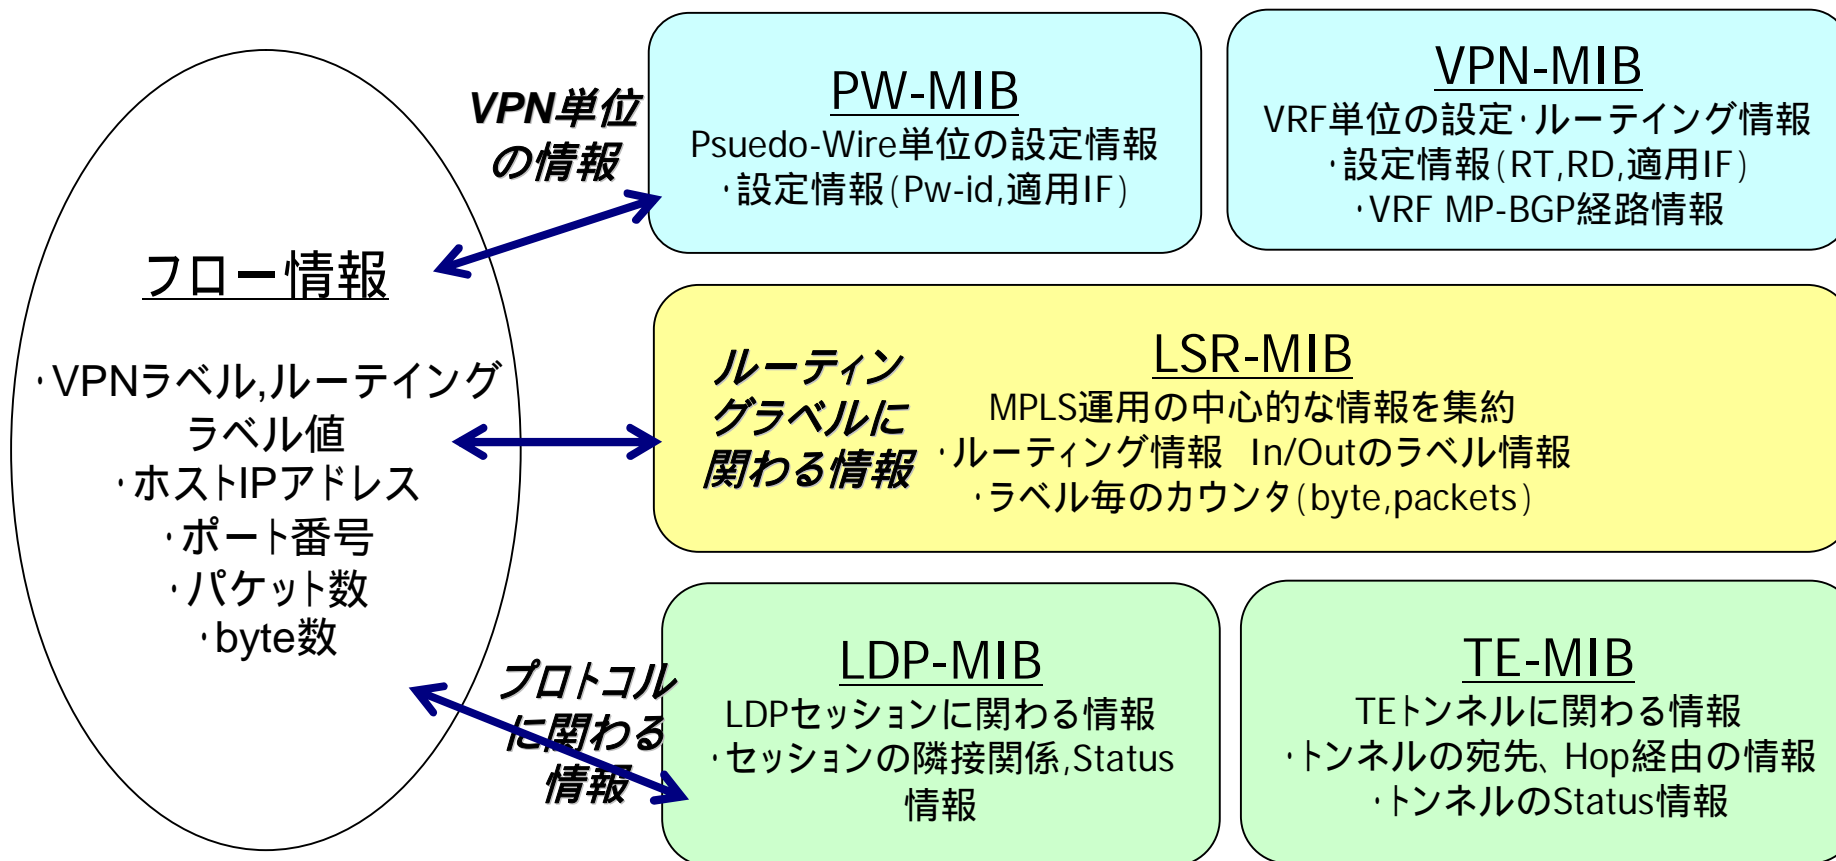 フロー情報
・VPNラベル,ルーテイング
ラベル値
・ホストIPアドレス
・ポート番号
・パケット数
・byte数
VPN単位
の情報
PW-MIB
Psuedo-Wire単位の設定情報
・設定情報(Pw-id,適用IF)
VPN-MIB
VRF単位の設定・ルーテイング情報
・設定情報(RT,RD,適用IF)
・VRF MP-BGP経路情報
ルーティン
グラベルに
関わる情報
LSR-MIB
MPLS運用の中心的な情報を集約
・ルーティング情報 In/Outのラベル情報
・ラベル毎のカウンタ(byte,packets)
プロトコル
に関わる
情報
LDP-MIB
LDPセッションに関わる情報
・セッションの隣接関係,Status
情報
TE-MIB
TEトンネルに関わる情報
・トンネルの宛先、Hop経由の情報
・トンネルのStatus情報